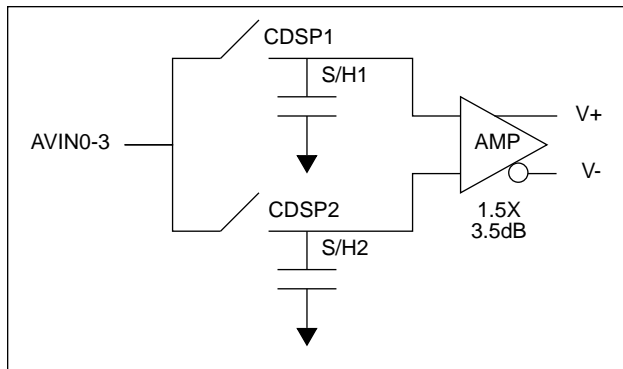 CDSP1
S/H1
AVIN0-3
AMP
V+
V-
CDSP2
1.5X
3.5dB
S/H2